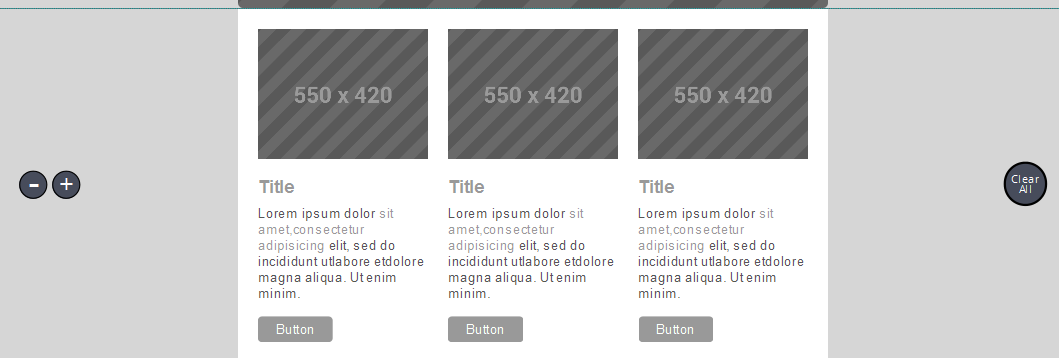 550 x 420
550 x 420
550 x 420
-
+
Clear
All
Title
Lorem ipsum dolor sit
amet,consectetur
adipisicing elit, sed do
incididunt utlabore etdolore
magna aliqua. Ut enim
minim.
Button
Title
Lorem ipsum dolor sit
amet,consectetur
adipisicing elit, sed do
incididunt utlabore etdolore
magna aliqua. Ut enim
minim.
Button
Title
Lorem ipsum dolor sit
amet,consectetur
adipisicing elit, sed do
incididunt utlabore etdolore
magna aliqua. Ut enim
minim.
Button